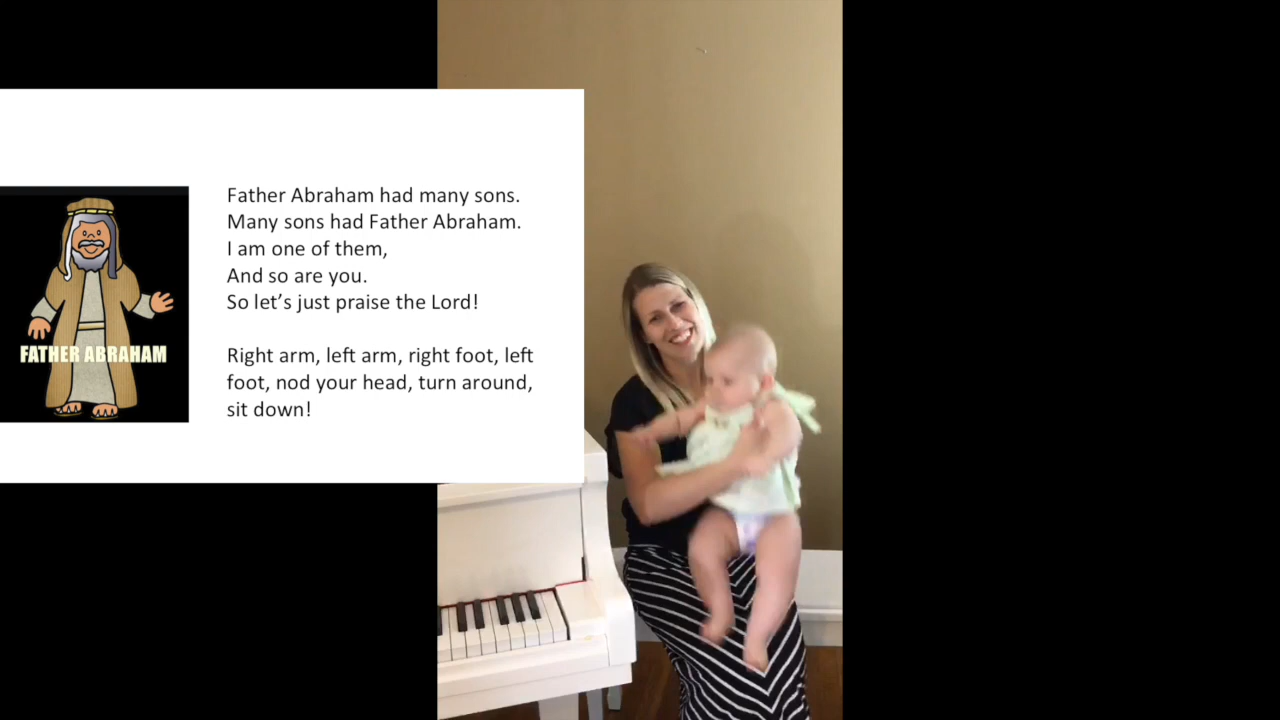 Father Abraham had many sons.
Many sons had Father Abraham.
I am one of them,
And so are you.
So let’s just praise the Lord!
Right arm, left arm, right foot, left
foot, nod your head, turn around,
sit down!
FATHER ABRAHAM